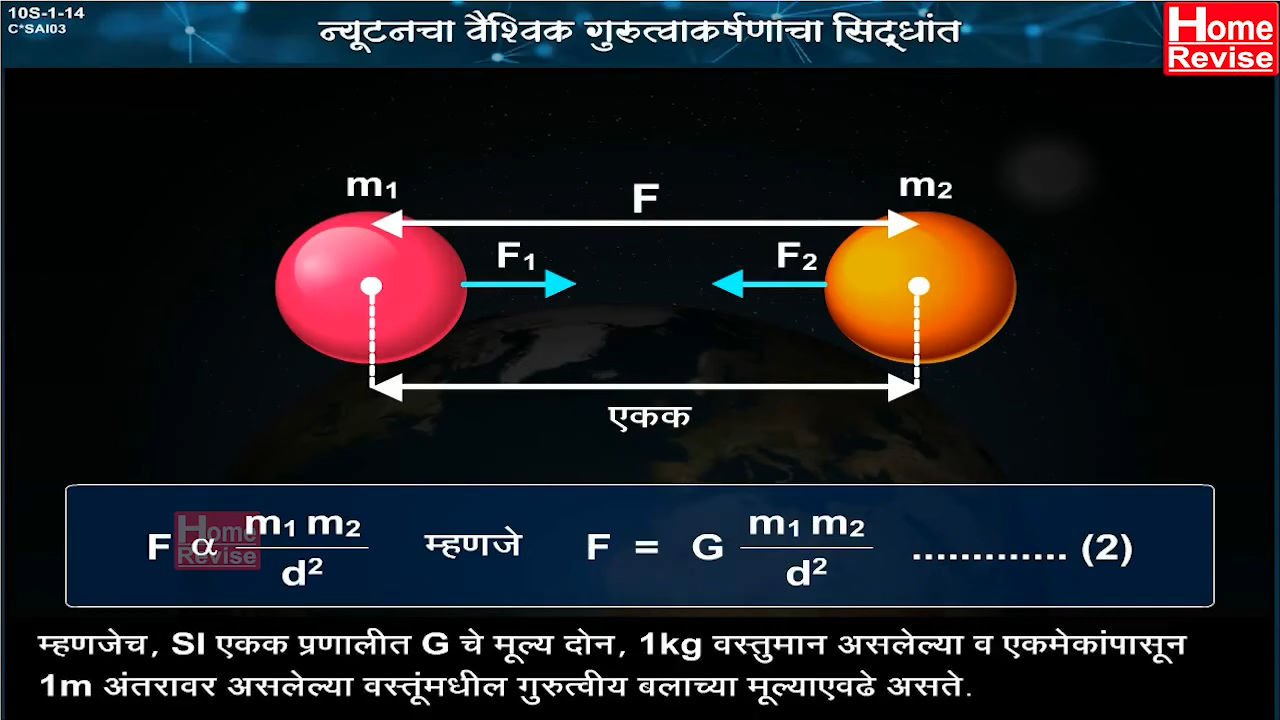 10S-1-14
C*SAI03
न्यूटनचा वैश्विक गुरुत्वाकर्षणाचा सिद्धांत
Home
Revise
m₁
F
m₂
F₁
F₂
एकक
Home
Revise
F α m₁ m₂ / d² म्हणजे F = G m₁ m₂ / d² ............. (2)
म्हणजेच, SI एकक प्रणालीत G चे मूल्य दोन, 1kg वस्तुमान असलेल्या व एकमेकांपासून
1m अंतरावर असलेल्या वस्तूंमधील गुरुत्वीय बलाच्या मूल्याएवढे असते.